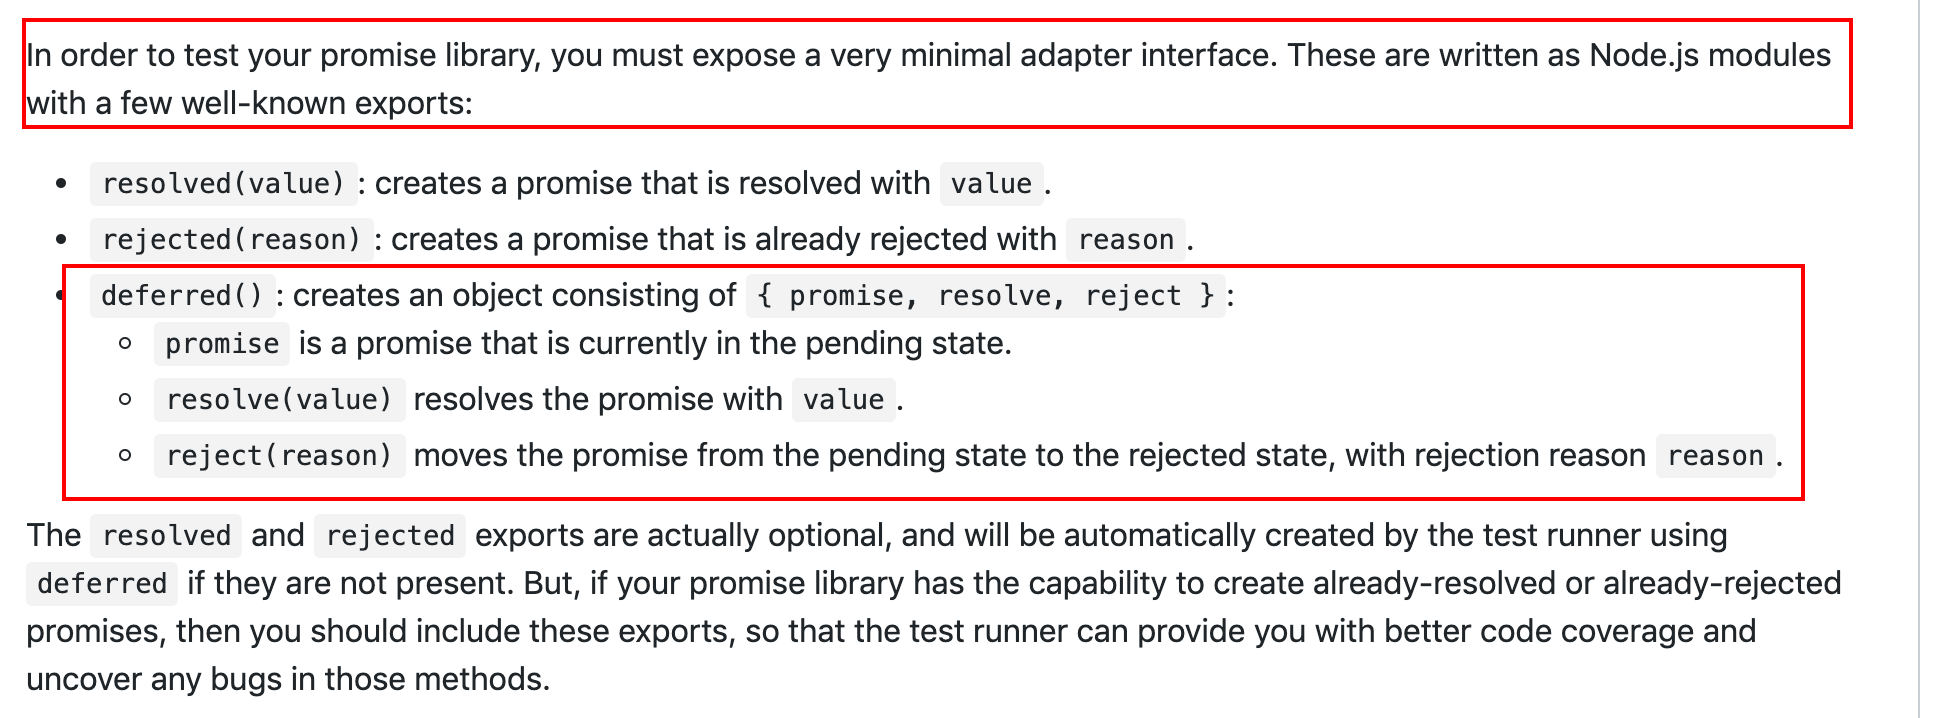 In order to test your promise library, you must expose a very minimal adapter interface. These are written as Node.js modules
with a few well-known exports:
• resolved(value): creates a promise that is resolved with value.
• rejected(reason): creates a promise that is already rejected with reason.
• deferred(): creates an object consisting of { promise, resolve, reject }:
○ promise is a promise that is currently in the pending state.
○ resolve(value) resolves the promise with value.
○ reject(reason) moves the promise from the pending state to the rejected state, with rejection reason reason.
The resolved and rejected exports are actually optional, and will be automatically created by the test runner using
deferred if they are not present. But, if your promise library has the capability to create already-resolved or already-rejected
promises, then you should include these exports, so that the test runner can provide you with better code coverage and
uncover any bugs in those methods.